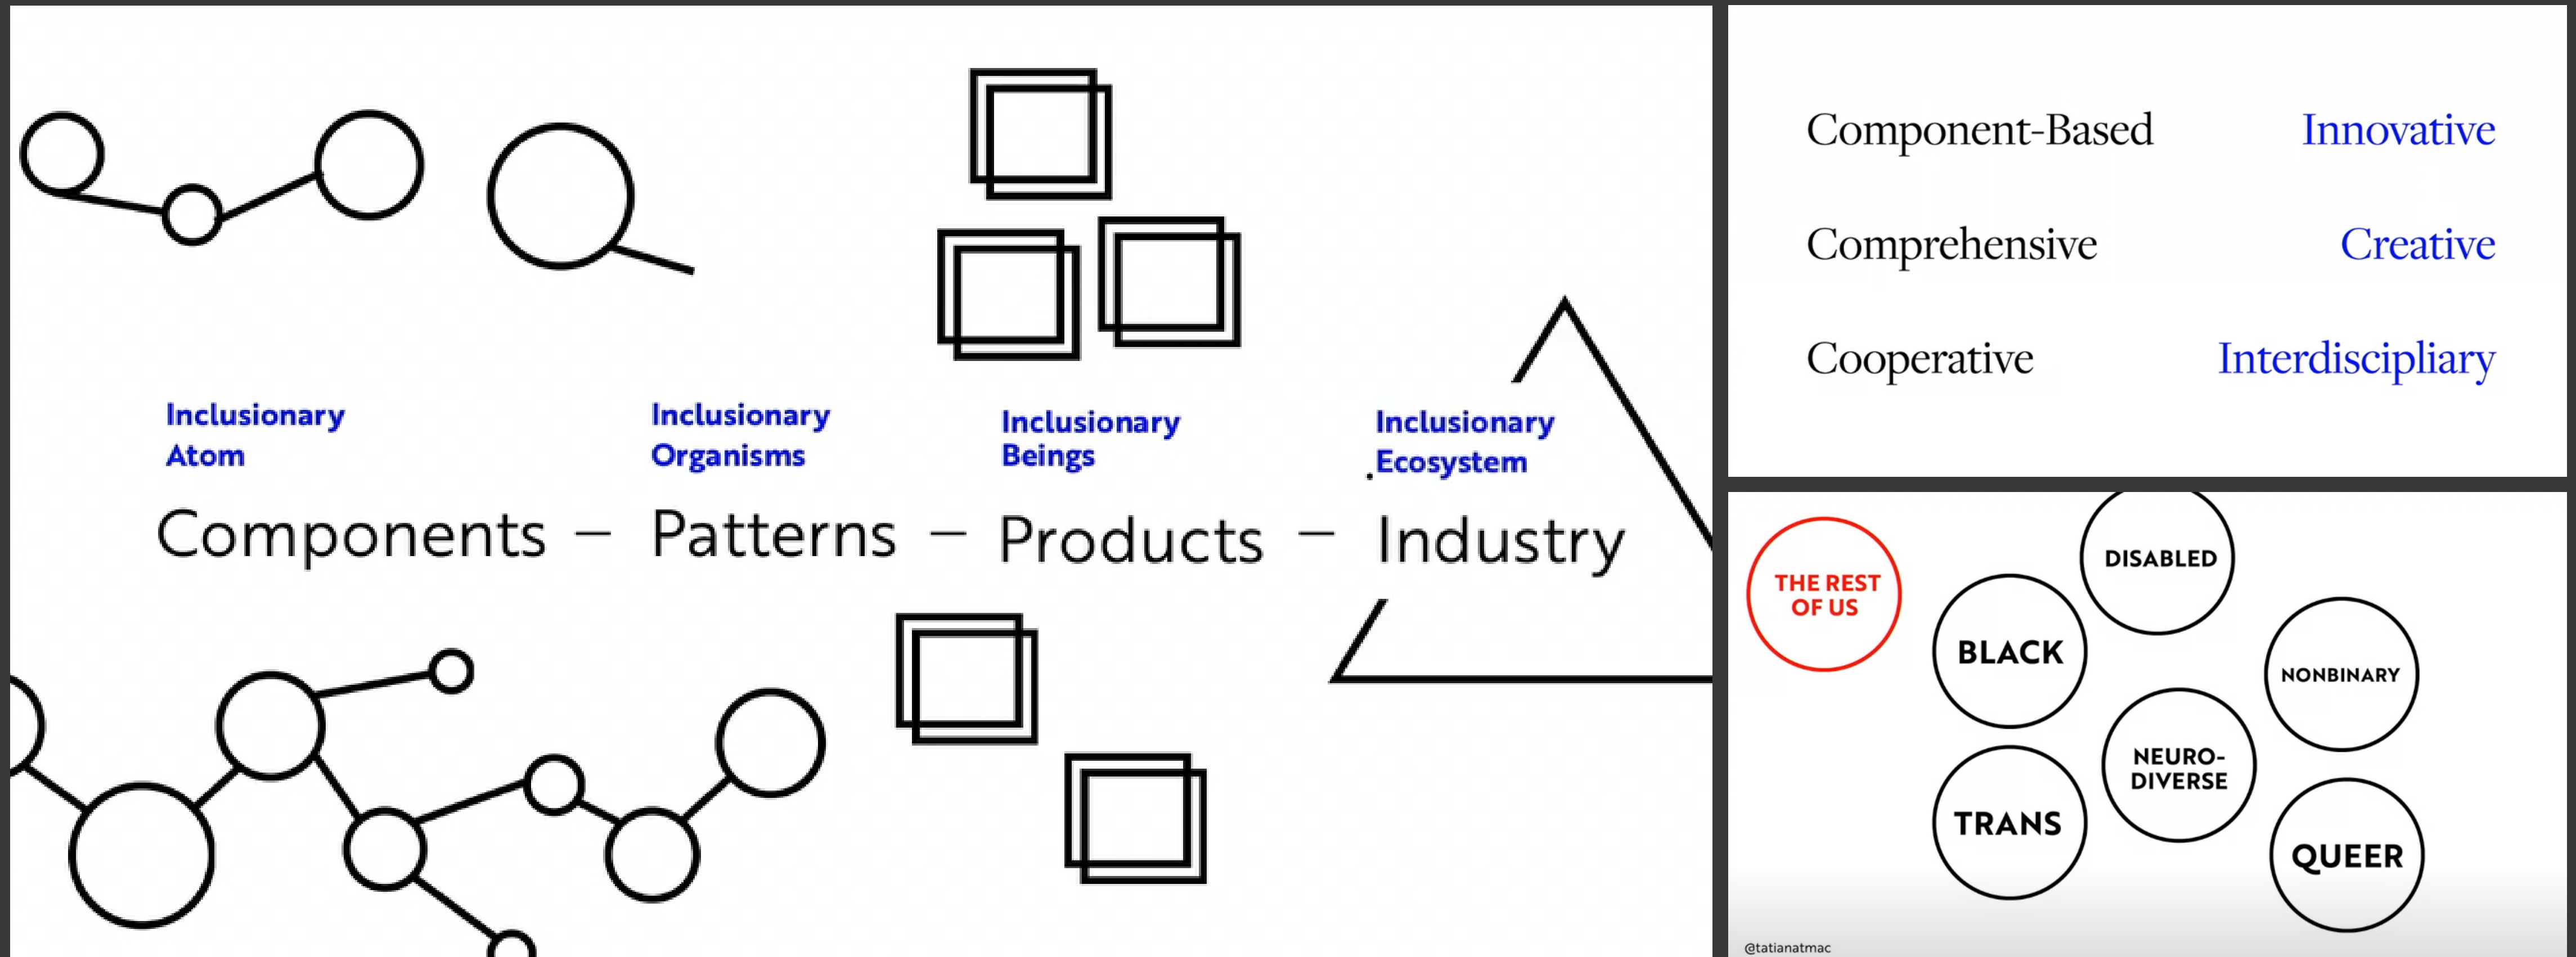 Inclusionary
Atom
Inclusionary
Organisms
Inclusionary
Beings
Inclusionary
Ecosystem
Components – Patterns – Products – Industry
Component-Based Innovative
Comprehensive Creative
Cooperative Interdiscipliary
THE REST
OF US
DISABLED
BLACK
NONBINARY
NEURO-
DIVERSE
TRANS
QUEER
@tatianatmac